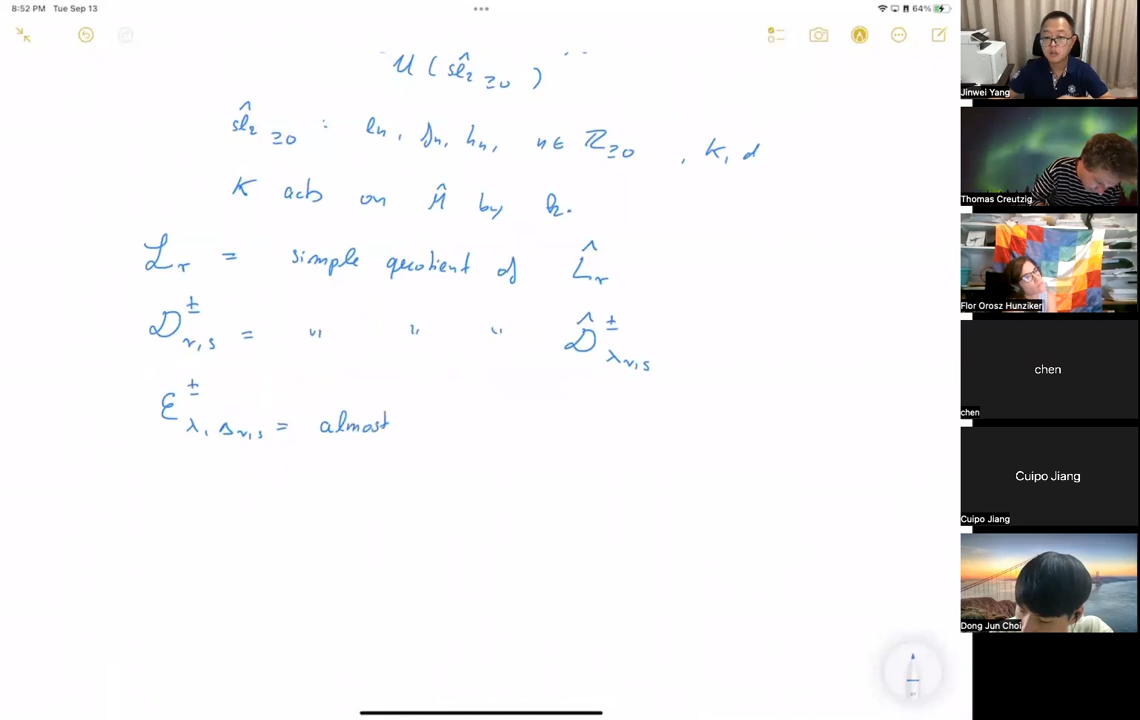 8:52 PM Tue Sep 13
64%
U ( ŝl₂ ≥0 )
ŝl₂ ≥0 : en, fn, hn, n ∈ ℤ≥0 , K, d
K acts on M̂ by k.
ℒr = simple quotient of L̂r
𝒟±r,s = " " " 𝒟̂±λr,s
ℰ±λ, Δr,s = almost
Jinwei Yang
Thomas Creutzig
Flor Orosz Hunziker
chen
chen
Cuipo Jiang
Cuipo Jiang
Dong Jun Choi